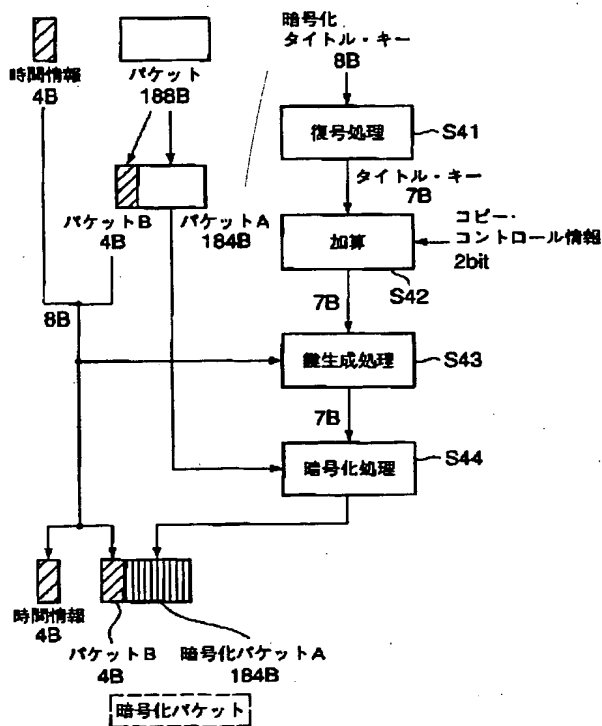 時間情報
4B
パケット
188B
暗号化
タイトル・キー
8B
復号処理
S41
タイトル・キー
7B
パケットB
4B
パケットA
184B
加算
コピー・
コントロール情報
2bit
S42
7B
8B
鍵生成処理
S43
7B
暗号化処理
S44
時間情報
4B
パケットB
4B
暗号化パケットA
184B
暗号化パケット